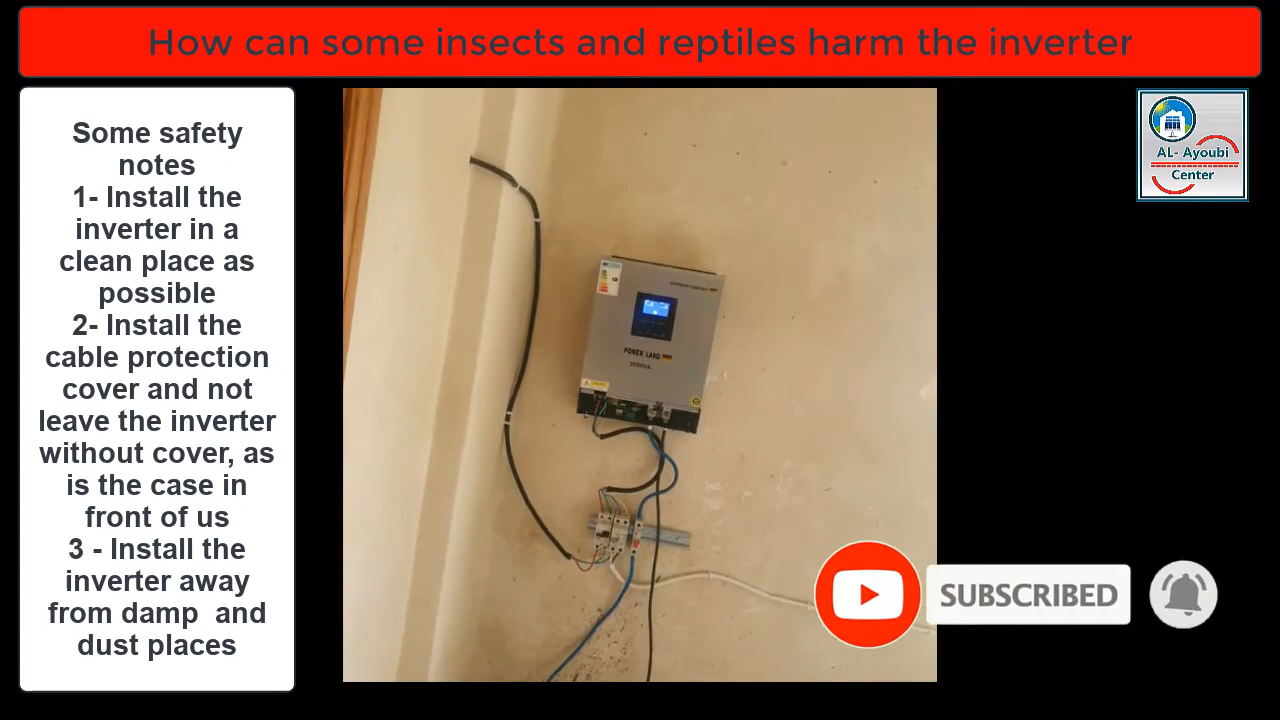 How can some insects and reptiles harm the inverter
Some safety
notes
1- Install the
inverter in a
clean place as
possible
2- Install the
cable protection
cover and not
leave the inverter
without cover, as
is the case in
front of us
3 - Install the
inverter away
from damp  and
dust places
AL- Ayoubi
Center
POWER LAND
SUBSCRIBED